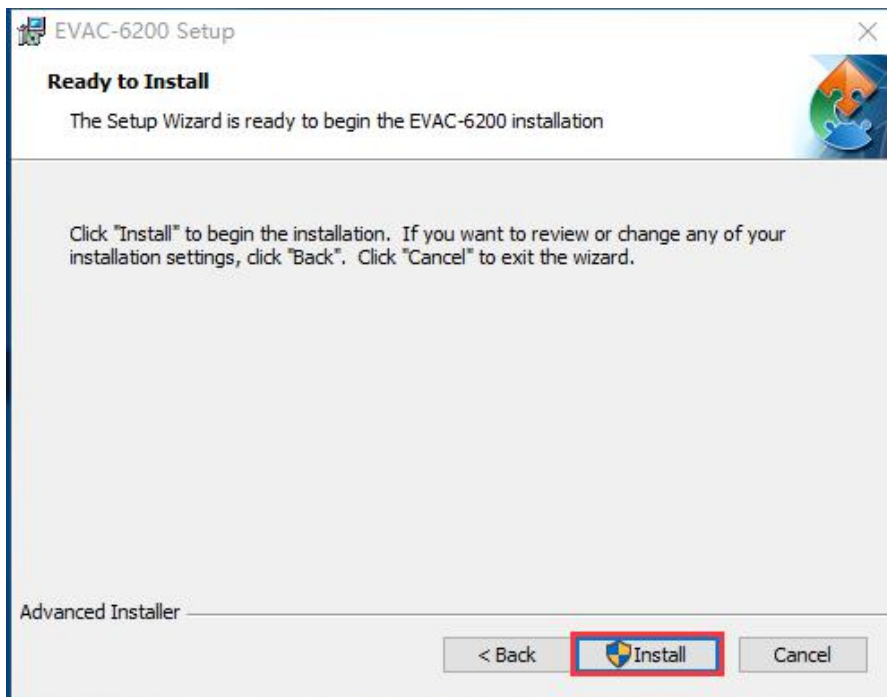 EVAC-6200 Setup
Ready to Install
The Setup Wizard is ready to begin the EVAC-6200 installation
Click "Install" to begin the installation.  If you want to review or change any of your
installation settings, click "Back".  Click "Cancel" to exit the wizard.
Advanced Installer
< Back
Install
Cancel